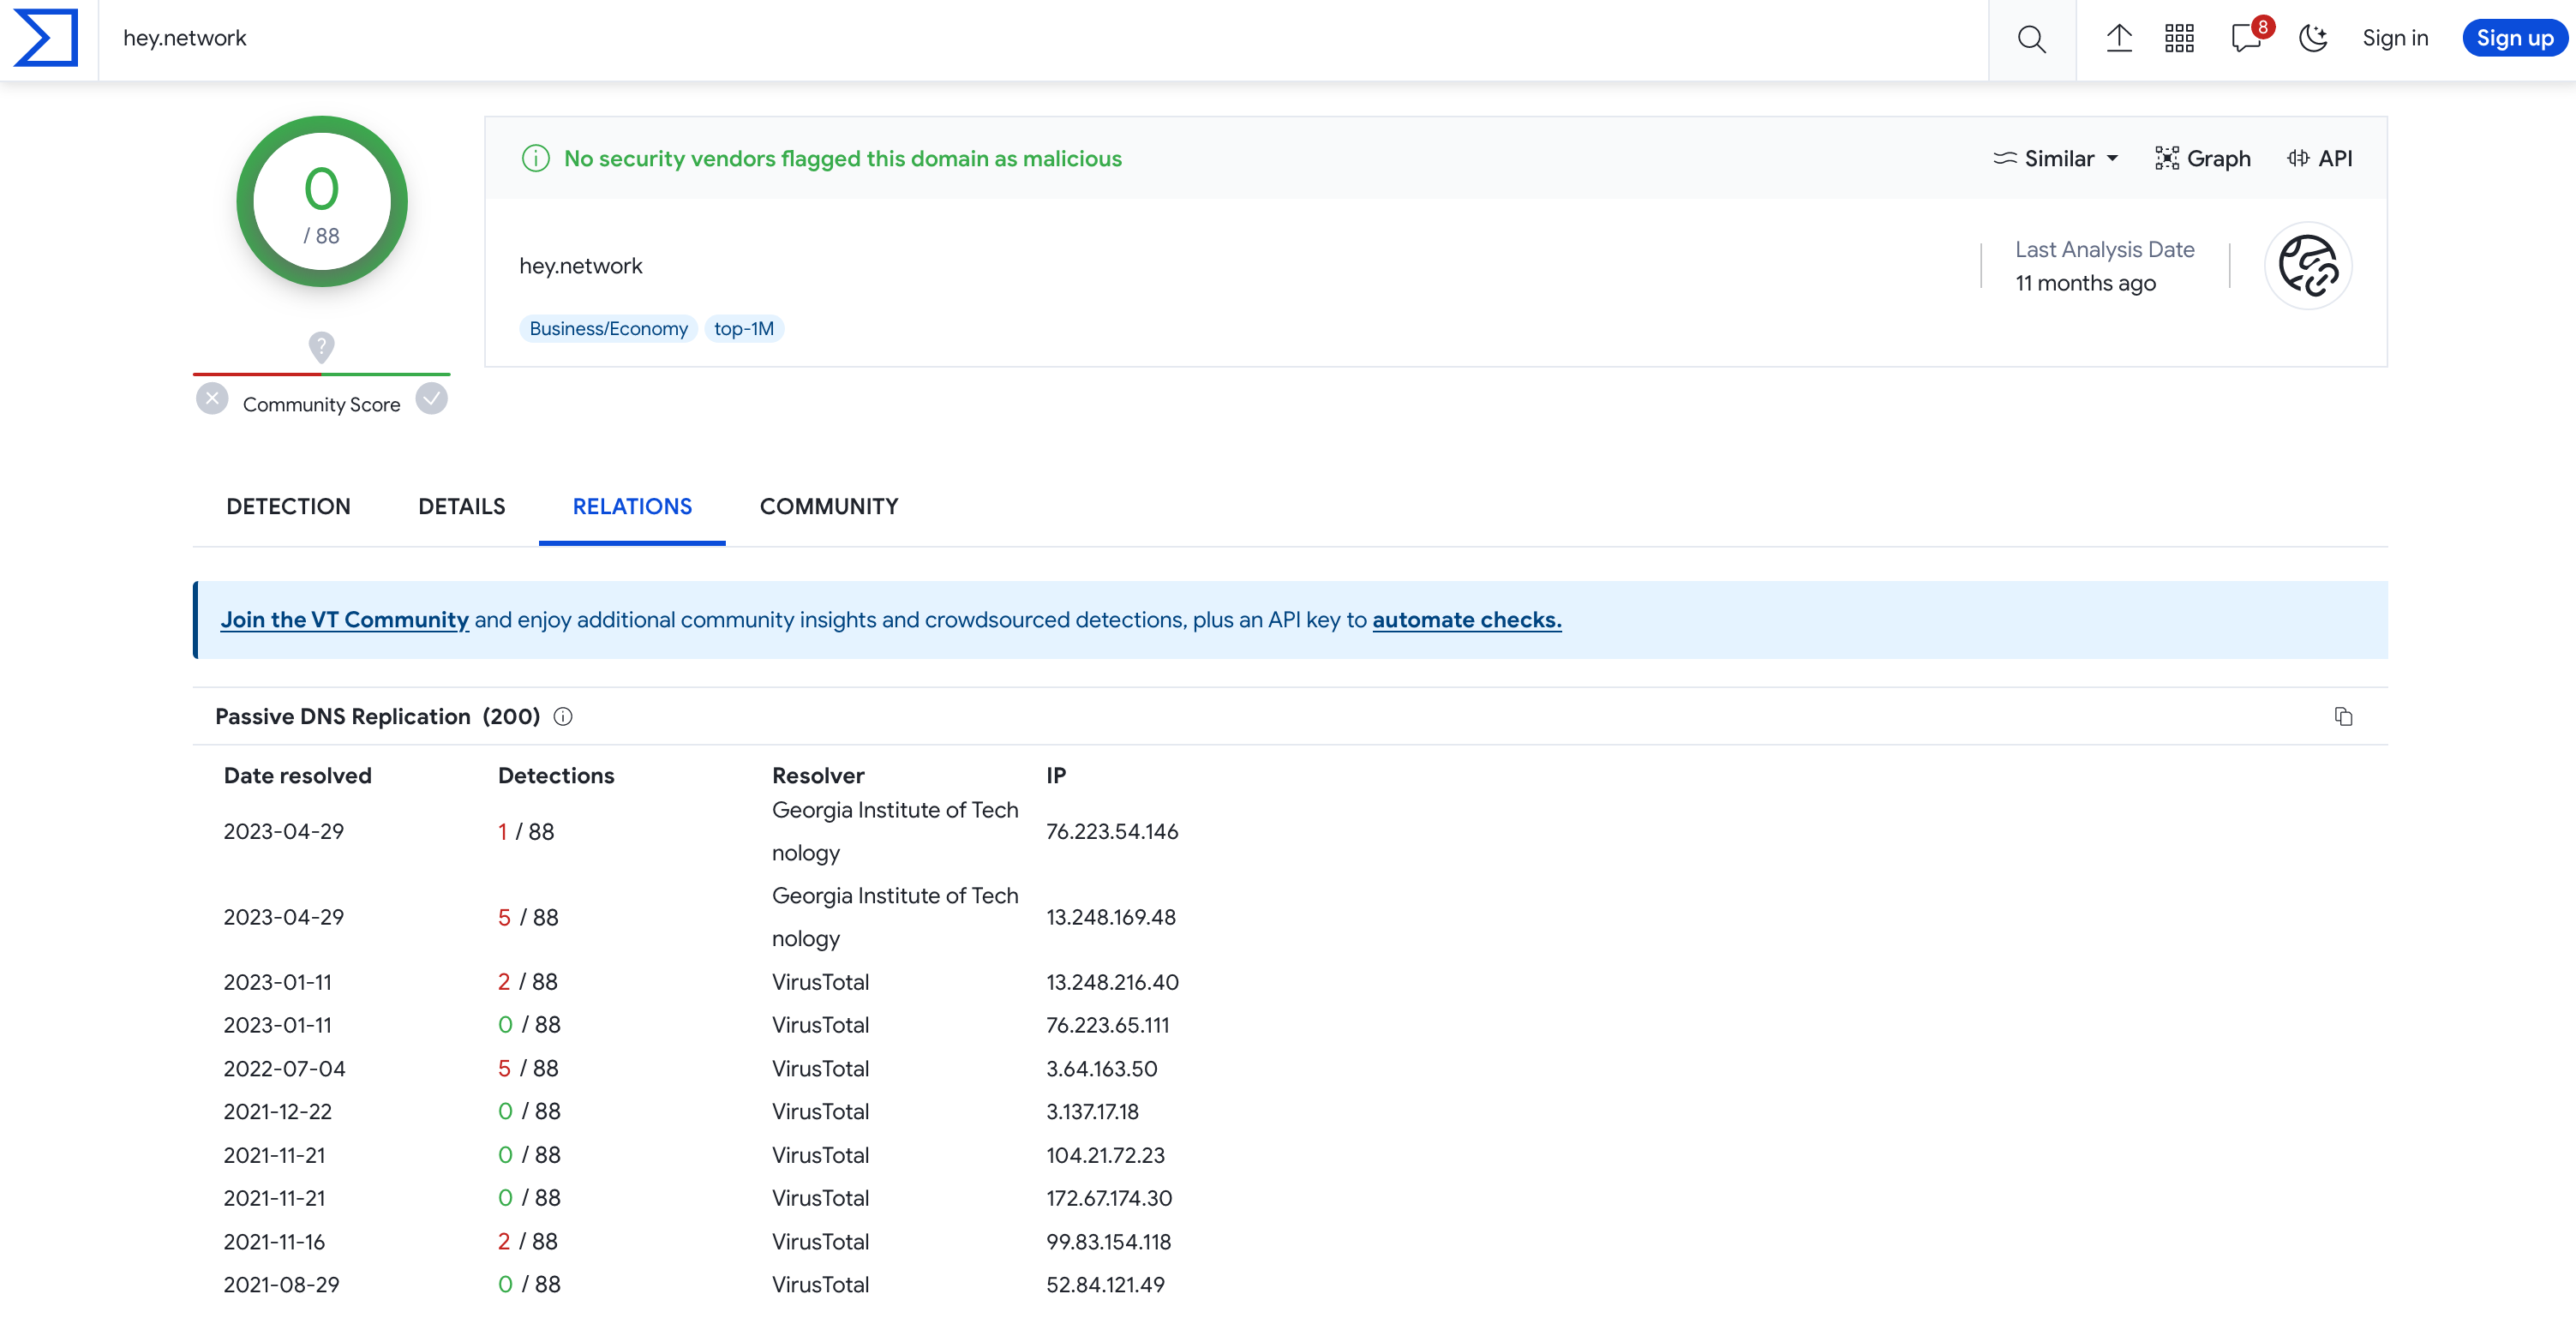 hey.network
8
Sign in
Sign up
0
/ 88
?
Community Score
No security vendors flagged this domain as malicious
Similar
Graph
API
hey.network
Business/Economy
top-1M
Last Analysis Date
11 months ago
DETECTION
DETAILS
RELATIONS
COMMUNITY
Join the VT Community and enjoy additional community insights and crowdsourced detections, plus an API key to automate checks.
Passive DNS Replication (200)
Date resolved Detections Resolver IP
2023-04-29 1 / 88 Georgia Institute of Tech 76.223.54.146
nology
2023-04-29 5 / 88 Georgia Institute of Tech 13.248.169.48
nology
2023-01-11 2 / 88 VirusTotal 13.248.216.40
2023-01-11 0 / 88 VirusTotal 76.223.65.111
2022-07-04 5 / 88 VirusTotal 3.64.163.50
2021-12-22 0 / 88 VirusTotal 3.137.17.18
2021-11-21 0 / 88 VirusTotal 104.21.72.23
2021-11-21 0 / 88 VirusTotal 172.67.174.30
2021-11-16 2 / 88 VirusTotal 99.83.154.118
2021-08-29 0 / 88 VirusTotal 52.84.121.49